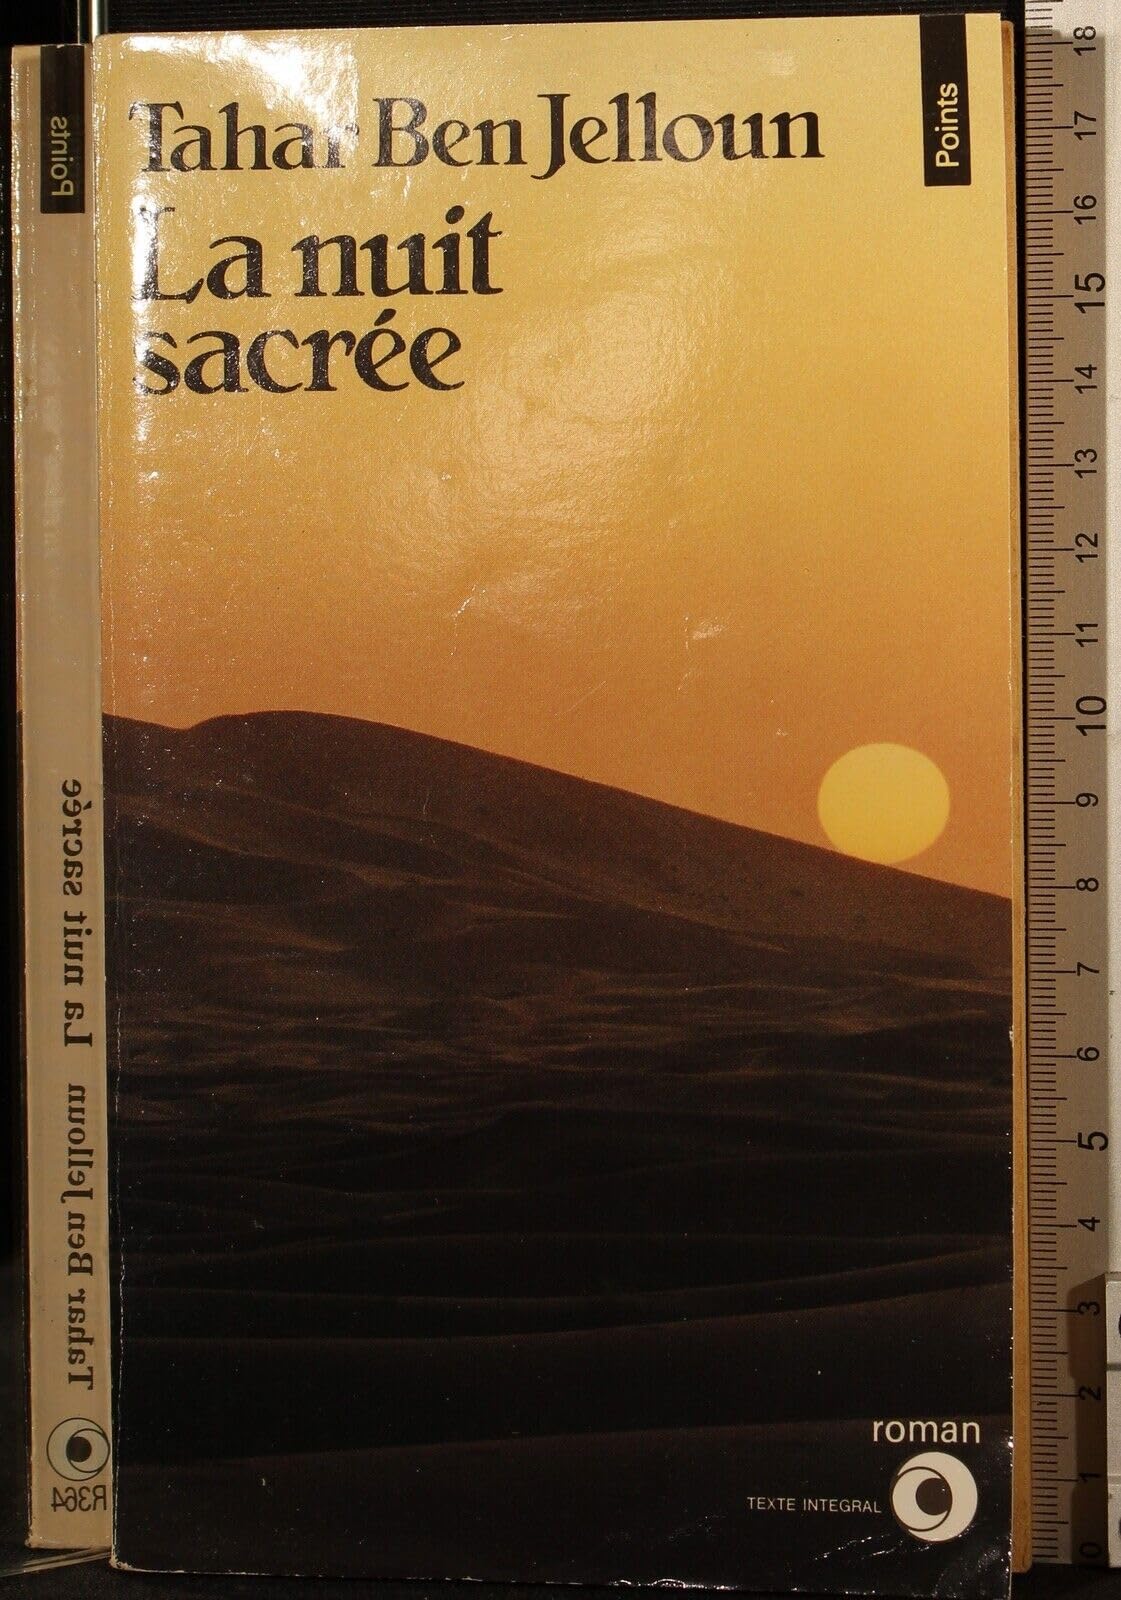 Tahar Ben Jelloun
La nuit
sacrée
Points
roman
TEXTE INTEGRAL
Points
Tahar Ben Jelloun La nuit sacrée
R364
18
17
16
15
14
13
12
11
10
9
8
7
6
5
4
3
2
1
0